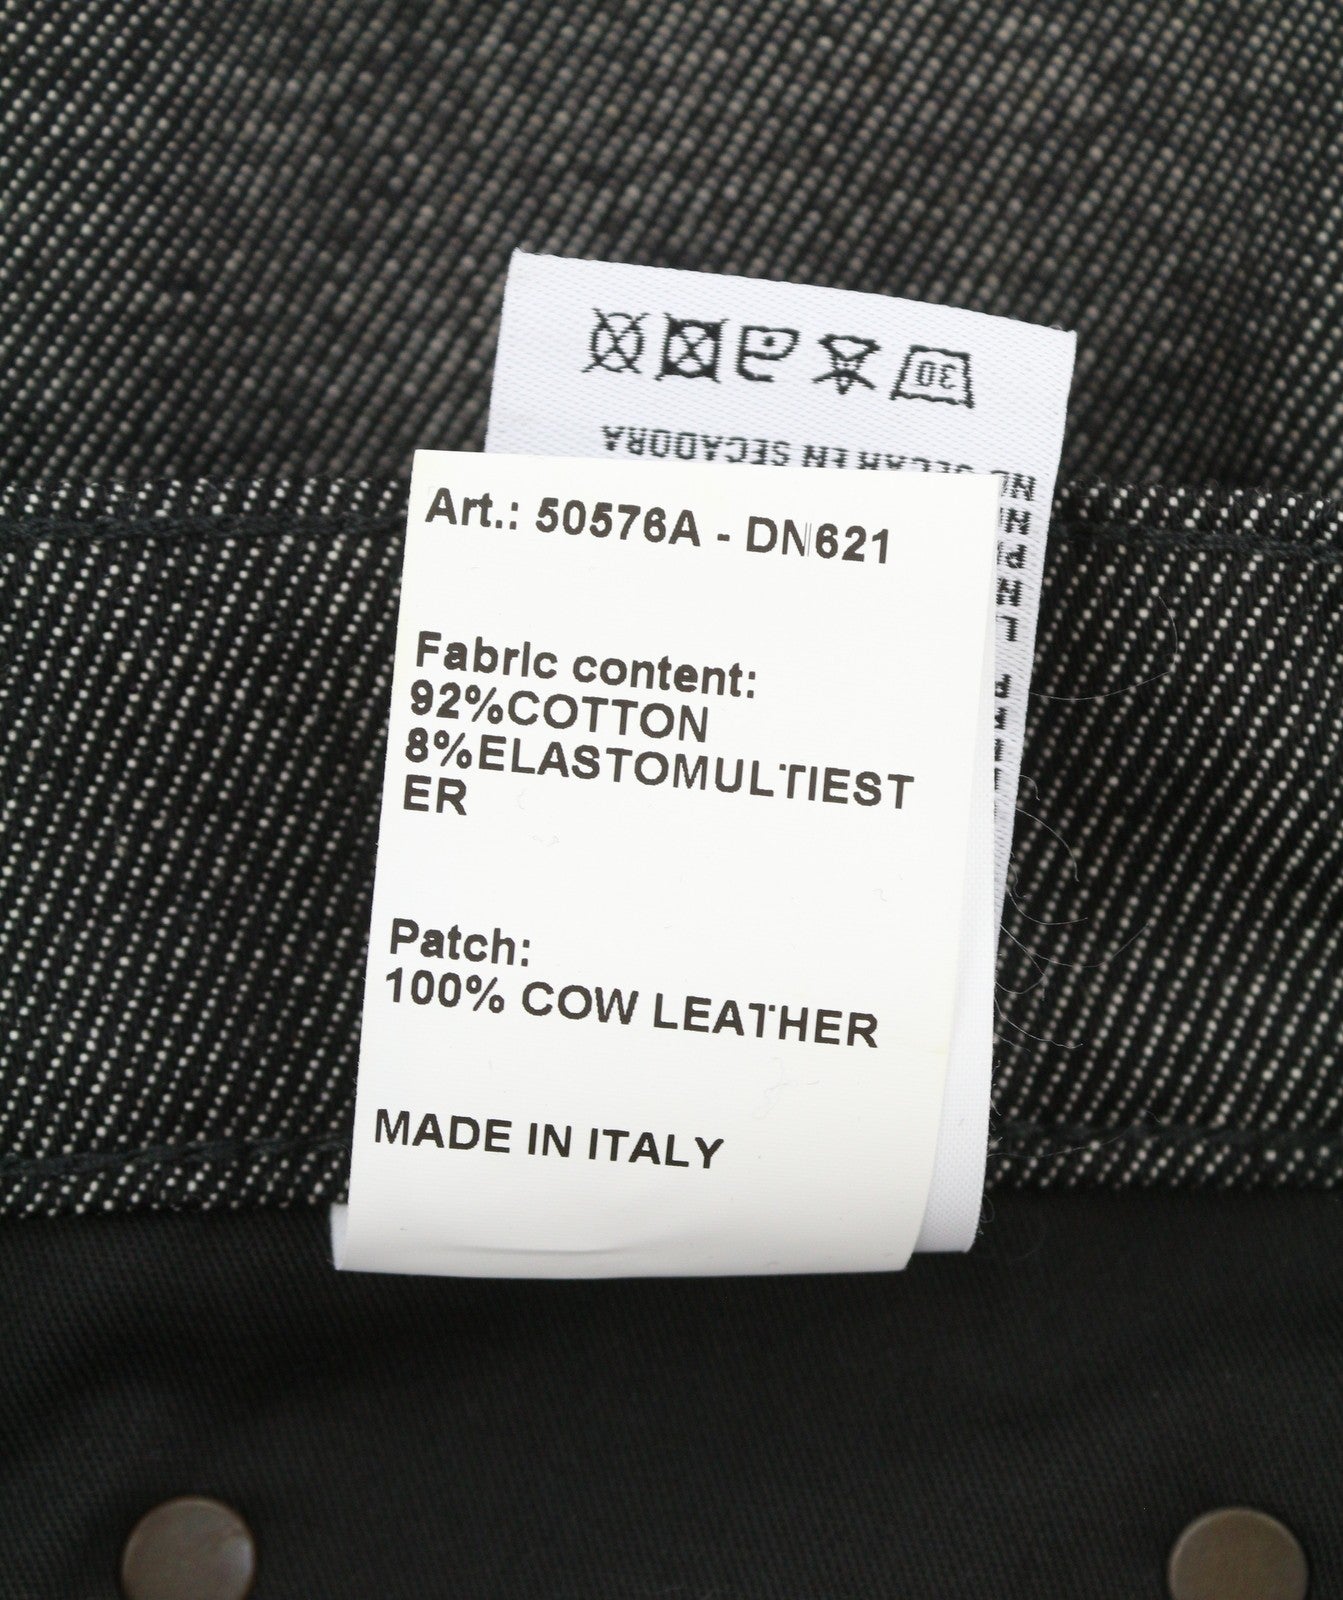 30
NO SECAR EN SECADORA
Art.: 50576A - DN621
Fabric content:
92%COTTON
8%ELASTOMULTIEST
ER
Patch:
100% COW LEATHER
MADE IN ITALY